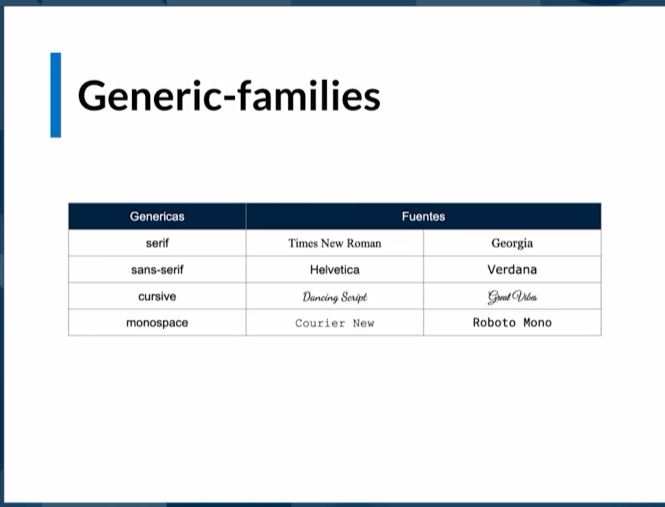 Generic-families
Genericas Fuentes
serif Times New Roman Georgia
sans-serif Helvetica Verdana
cursive Dancing Script Great Vibes
monospace Courier New Roboto Mono